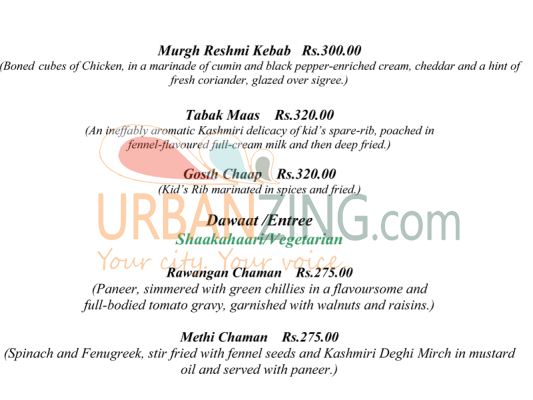 Murgh Reshmi Kebab Rs.300.00
(Boned cubes of Chicken, in a marinade of cumin and black pepper-enriched cream, cheddar and a hint of
fresh coriander, glazed over sigree.)
Tabak Maas Rs.320.00
(An ineffably aromatic Kashmiri delicacy of kid's spare-rib, poached in
fennel-flavoured full-cream milk and then deep fried.)
Gosth Chaap Rs.320.00
(Kid's Rib marinated in spices and fried.)
URBANZING.com
Dawaat /Entree
Shaakahaari/Vegetarian
Your city. Your voice.
Rawangan Chaman Rs.275.00
(Paneer, simmered with green chillies in a flavoursome and
full-bodied tomato gravy, garnished with walnuts and raisins.)
Methi Chaman Rs.275.00
(Spinach and Fenugreek, stir fried with fennel seeds and Kashmiri Deghi Mirch in mustard
oil and served with paneer.)